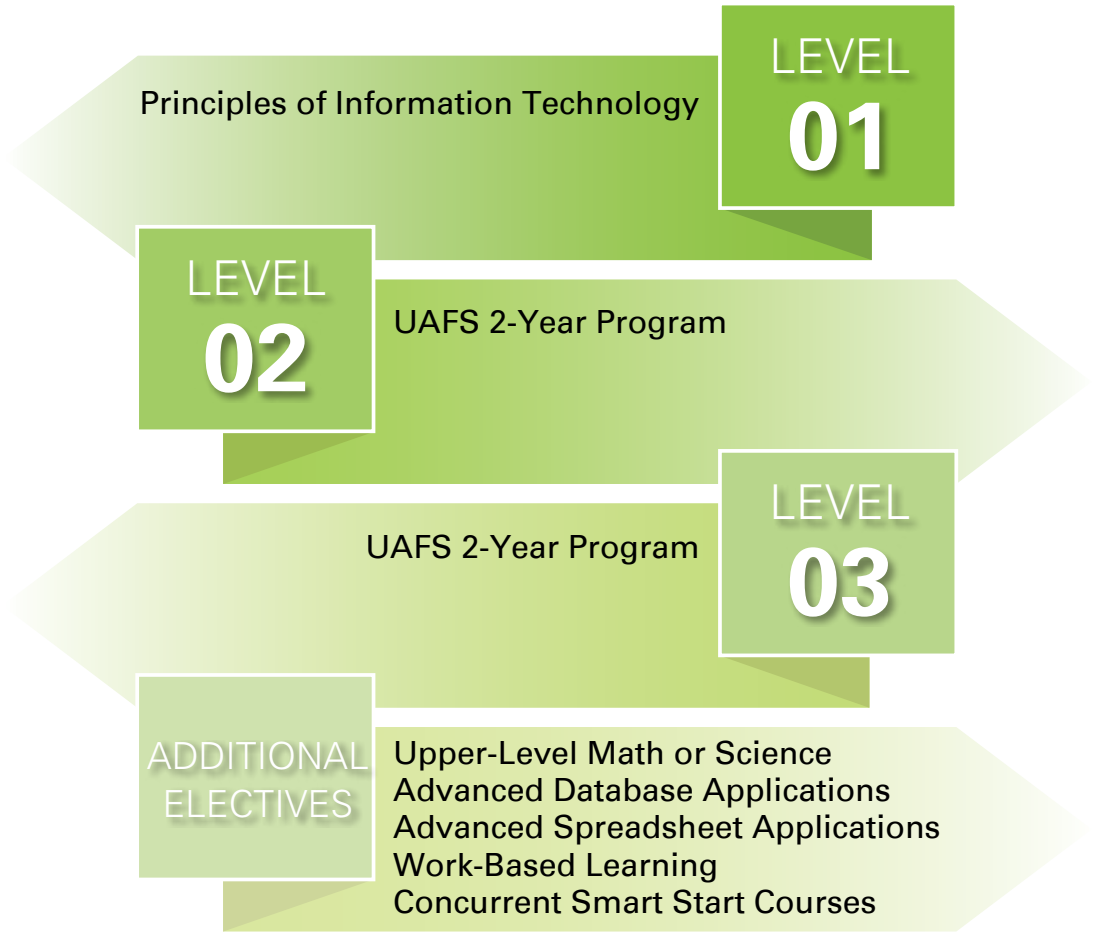 Principles of Information Technology
LEVEL
01
LEVEL
02
UAFS 2-Year Program
UAFS 2-Year Program
LEVEL
03
ADDITIONAL
ELECTIVES
Upper-Level Math or Science
Advanced Database Applications
Advanced Spreadsheet Applications
Work-Based Learning
Concurrent Smart Start Courses